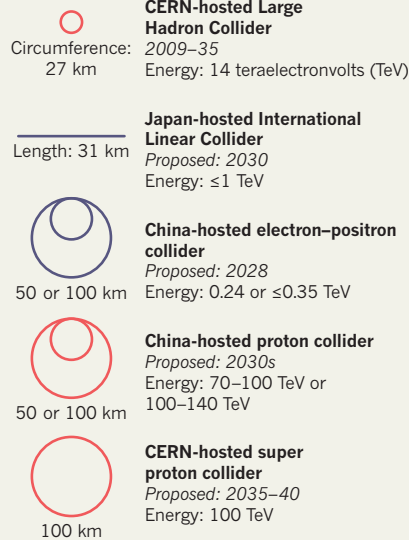 CERN-hosted Large
Hadron Collider
Circumference:
27 km
2009–35
Energy: 14 teraelectronvolts (TeV)
Japan-hosted International
Linear Collider
Length: 31 km
Proposed: 2030
Energy: ≤1 TeV
China-hosted electron–positron
collider
Proposed: 2028
50 or 100 km
Energy: 0.24 or ≤0.35 TeV
China-hosted proton collider
Proposed: 2030s
Energy: 70–100 TeV or
100–140 TeV
50 or 100 km
CERN-hosted super
proton collider
Proposed: 2035–40
Energy: 100 TeV
100 km